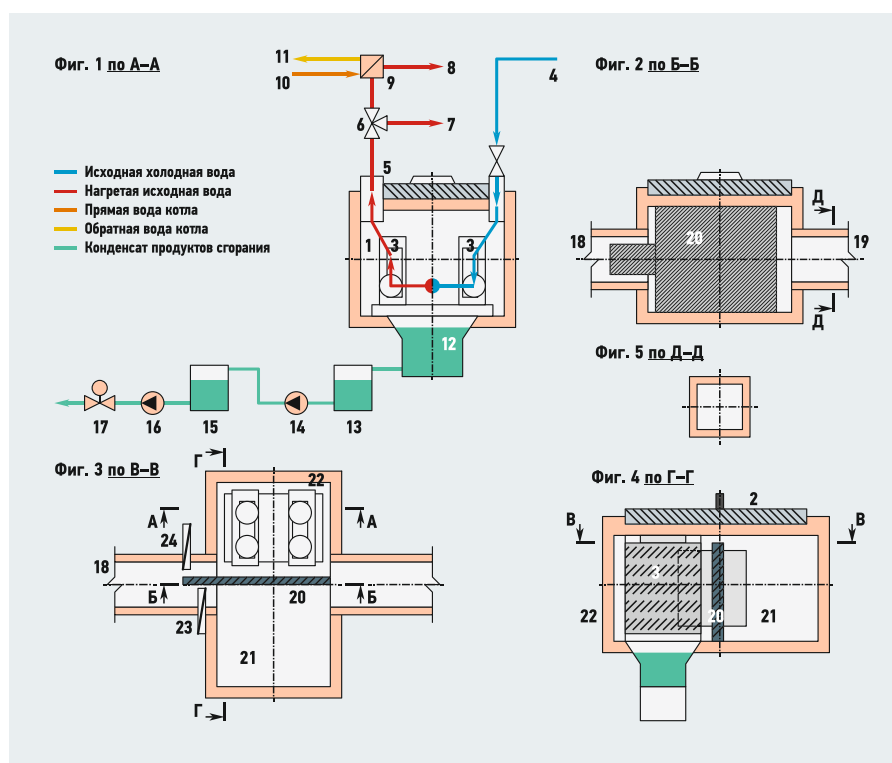 Фиг. 1 по А–А
11
10
9
8
4
Фиг. 2 по Б–Б
6
7
5
Исходная холодная вода
Нагретая исходная вода
Прямая вода котла
Обратная вода котла
Конденсат продуктов сгорания
1
3
3
12
Д
18
20
19
Д
Фиг. 5 по Д–Д
17
16
15
14
13
Фиг. 3 по В–В
Г
22
А
А
24
18
Б
20
Б
23
21
Г
Фиг. 4 по Г–Г
2
В
В
3
22
20
21